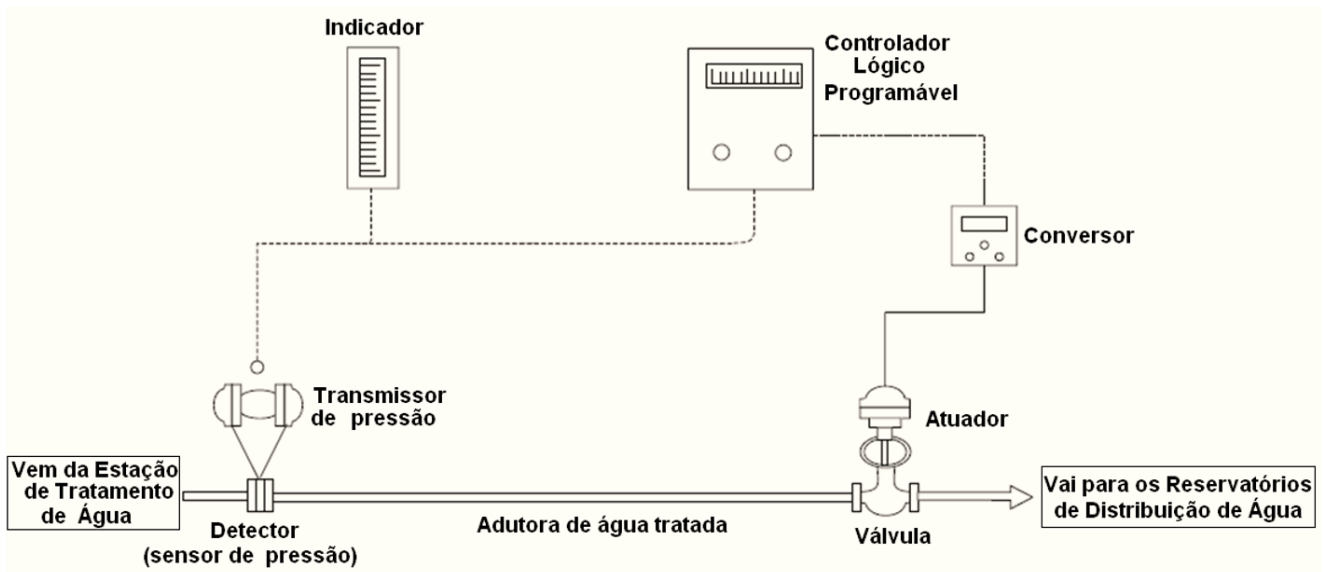 Indicador
Controlador
Lógico
Programável
Conversor
Transmissor
de pressão
Atuador
Vem da Estação
de Tratamento
de Água
Detector
(sensor de pressão)
Adutora de água tratada
Válvula
Vai para os Reservatórios
de Distribuição de Água